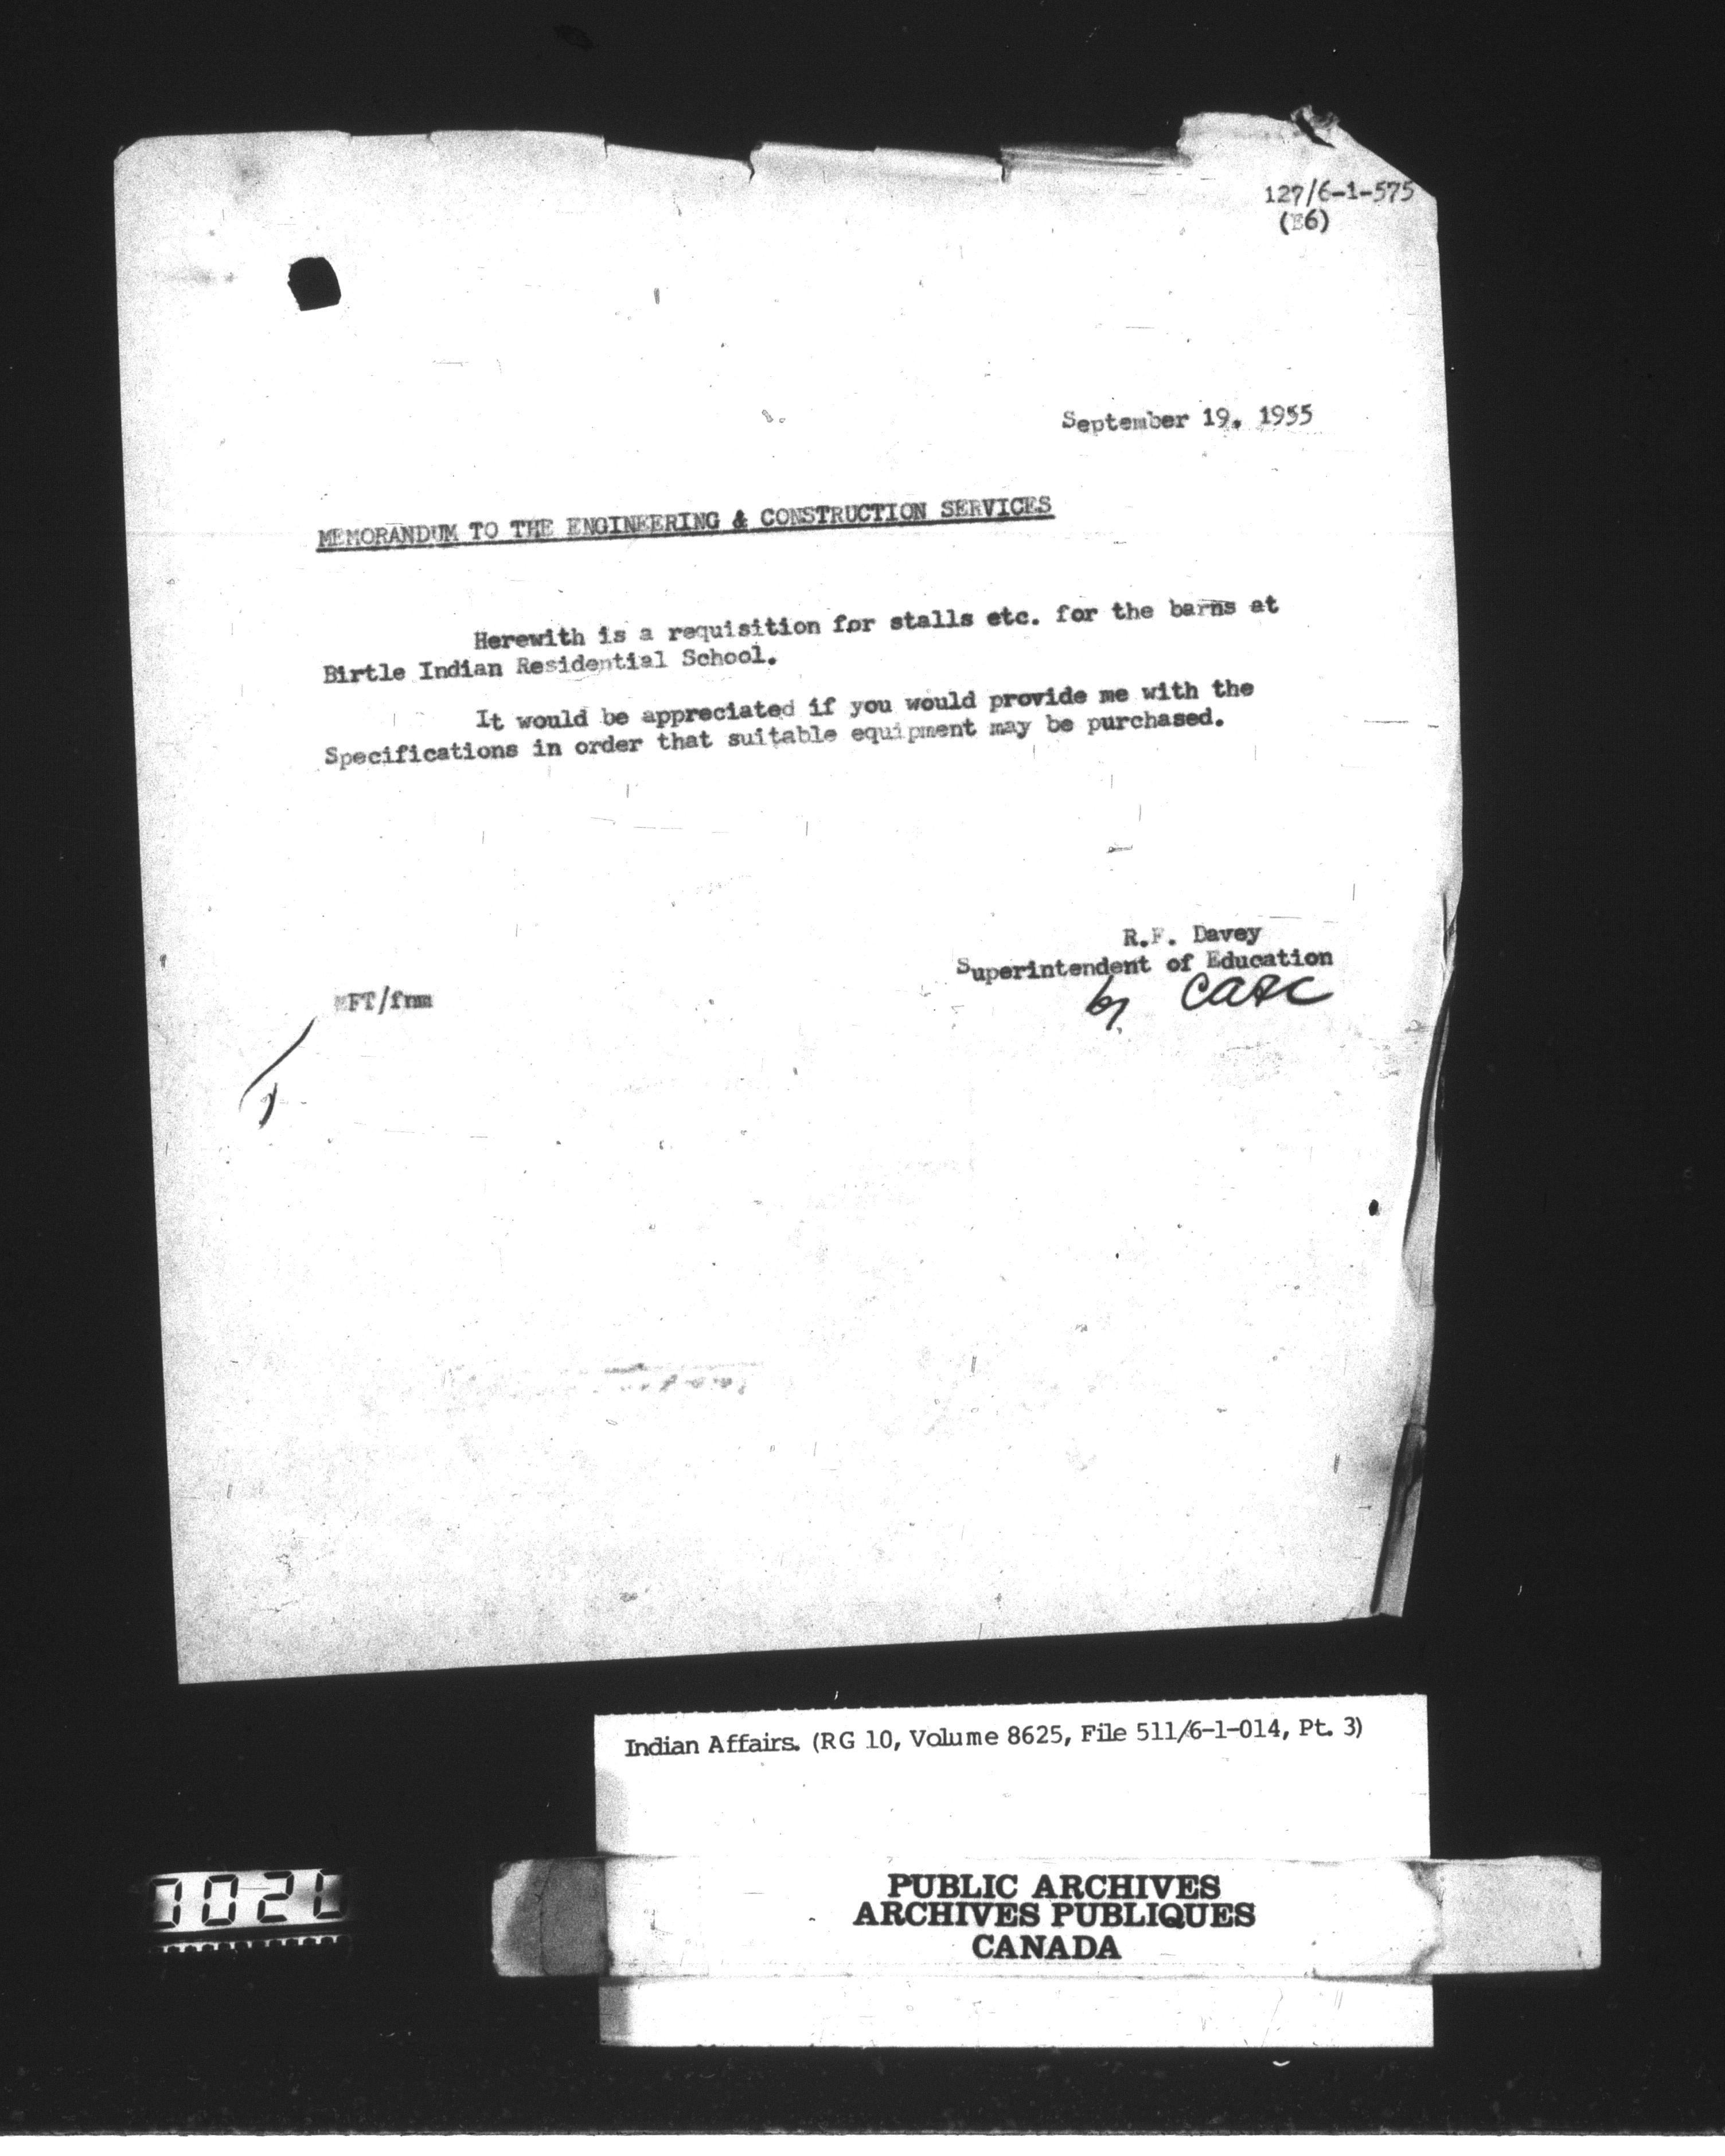 127/6-1-575
(E6)
September 19, 1955
MEMORANDUM TO THE ENGINEERING & CONSTRUCTION SERVICES
Herewith is a requisition for stalls etc. for the barns at
Birtle Indian Residential School.
It would be appreciated if you would provide me with the
Specifications in order that suitable equipment may be purchased.
R.F. Davey
Superintendent of Education
by
FT/fmm
Indian Affairs. (RG 10, Volume 8625, File 511/6-1-014, Pt. 3)
PUBLIC ARCHIVES
ARCHIVES PUBLIQUES
CANADA